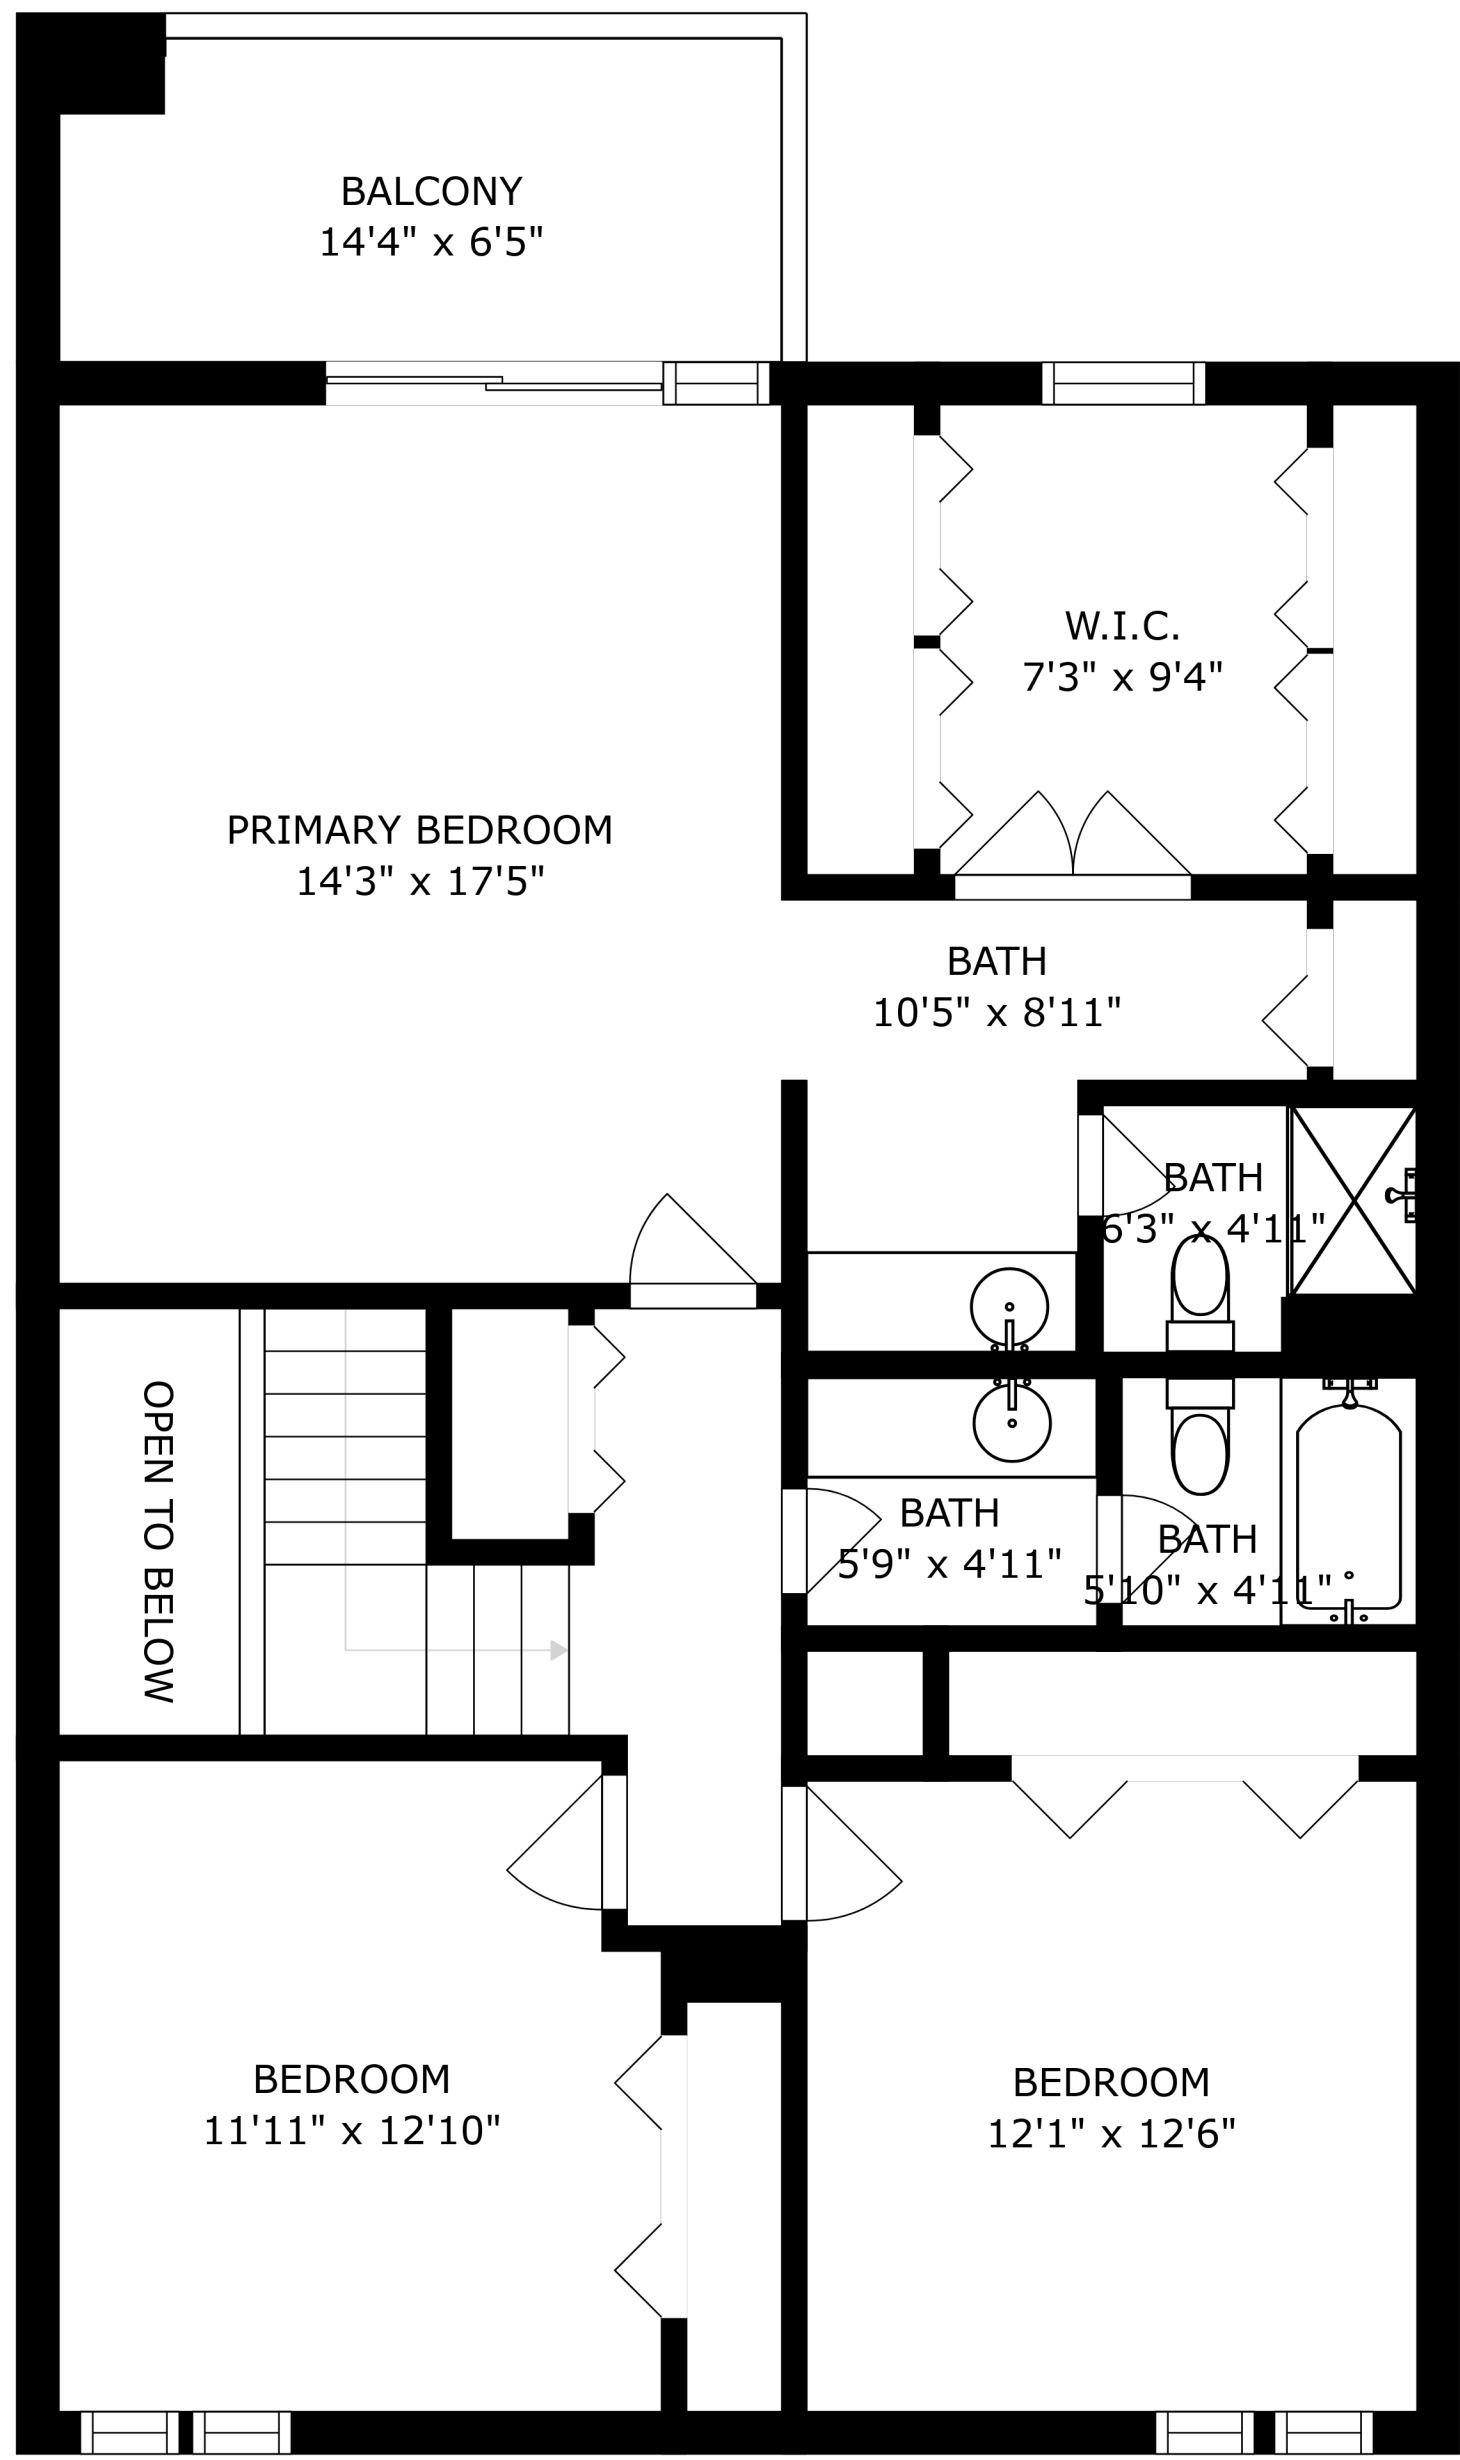 BALCONY
14'4" x 6'5"
W.I.C.
7'3" x 9'4"
PRIMARY BEDROOM
14'3" x 17'5"
BATH
10'5" x 8'11"
BATH
6'3" x 4'11"
OPEN TO BELOW
BATH
5'9" x 4'11"
BATH
5'10" x 4'11"
BEDROOM
11'11" x 12'10"
BEDROOM
12'1" x 12'6"